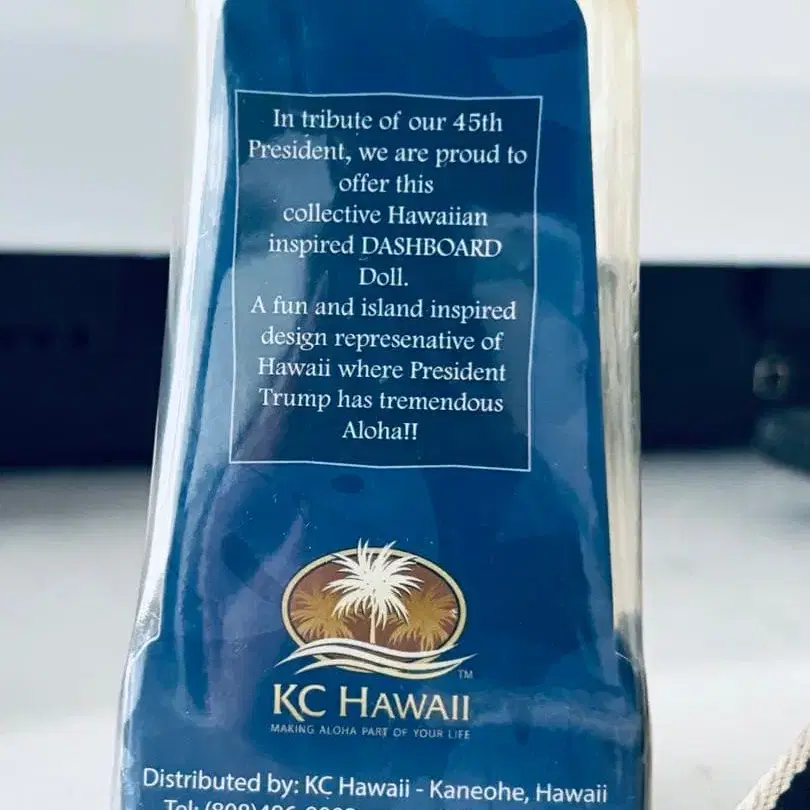 In tribute of our 45th
President, we are proud to
offer this
collective Hawaiian
inspired DASHBOARD
Doll.
A fun and island inspired
design represenative of
Hawaii where President
Trump has tremendous
Aloha!!
TM
KC HAWAII
MAKING ALOHA PART OF YOUR LIFE
Distributed by: KC Hawaii - Kaneohe, Hawaii
Tel: